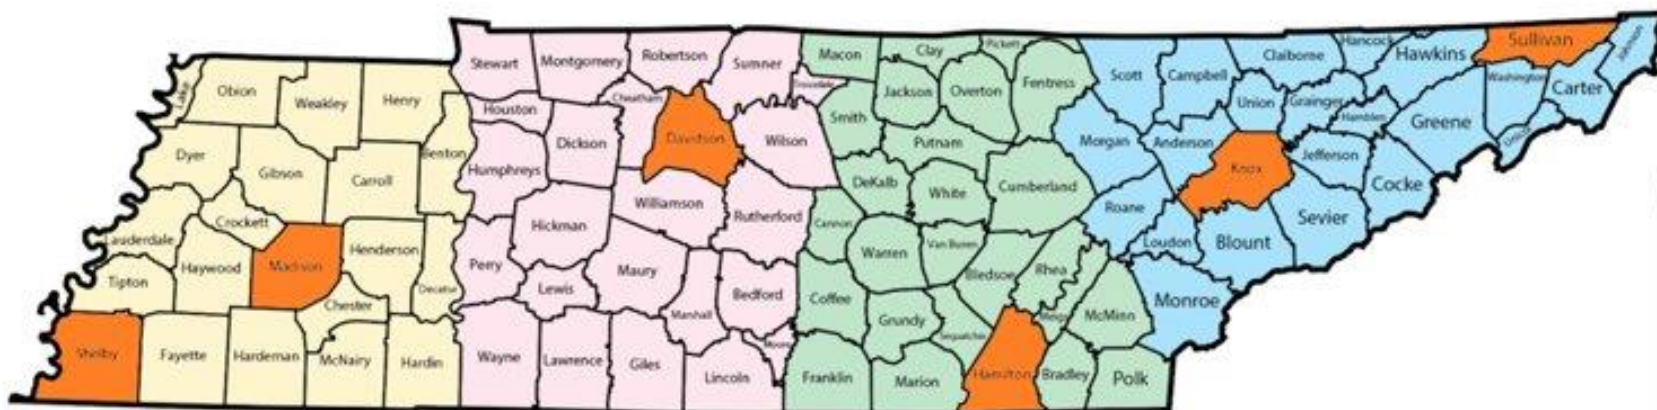 Lake
Obion
Weakley
Henry
Dyer
Gibson
Carroll
Benton
Lauderdale
Crockett
Haywood
Madison
Henderson
Decatur
Tipton
Chester
Shelby
Fayette
Hardeman
McNairy
Hardin
Stewart
Montgomery
Robertson
Sumner
Trousdale
Houston
Cheatham
Davidson
Wilson
Dickson
Humphreys
Williamson
Rutherford
Hickman
Perry
Lewis
Maury
Marshall
Bedford
Moore
Wayne
Lawrence
Giles
Lincoln
Macon
Clay
Pickett
Jackson
Overton
Fentress
Smith
Putnam
DeKalb
White
Cumberland
Cannon
Warren
Van Buren
Bledsoe
Rhea
Coffee
Grundy
Sequatchie
Meigs
McMinn
Franklin
Marion
Hamilton
Bradley
Polk
Scott
Campbell
Claiborne
Hancock
Hawkins
Sullivan
Johnson
Union
Grainger
Hamblen
Greene
Washington
Carter
Unicoi
Morgan
Anderson
Knox
Jefferson
Cocke
Roane
Loudon
Blount
Sevier
Monroe